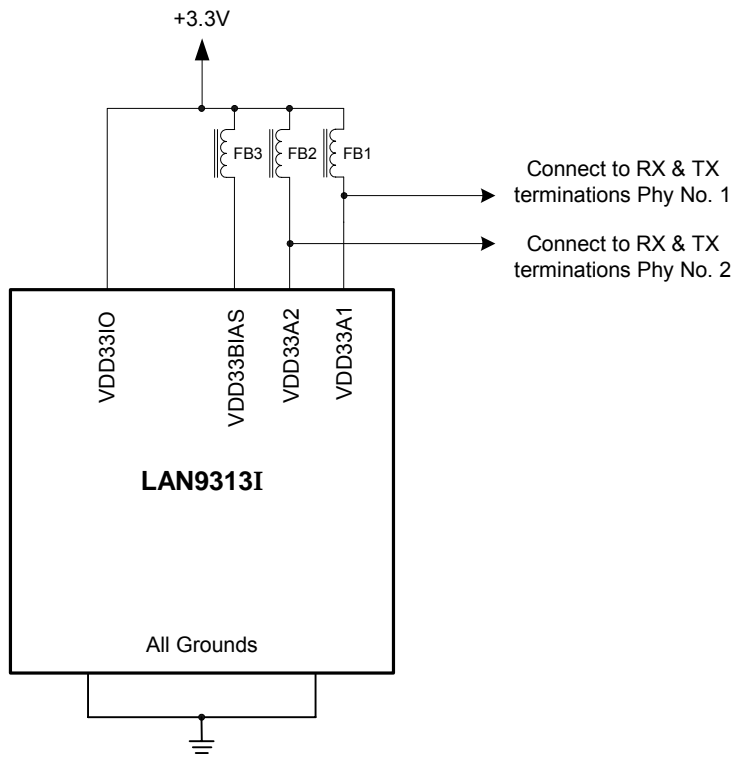 +3.3V
FB3
FB2
FB1
Connect to RX & TX
terminations Phy No. 1
Connect to RX & TX
terminations Phy No. 2
VDD33IO
VDD33BIAS
VDD33A2
VDD33A1
LAN9313I
All Grounds